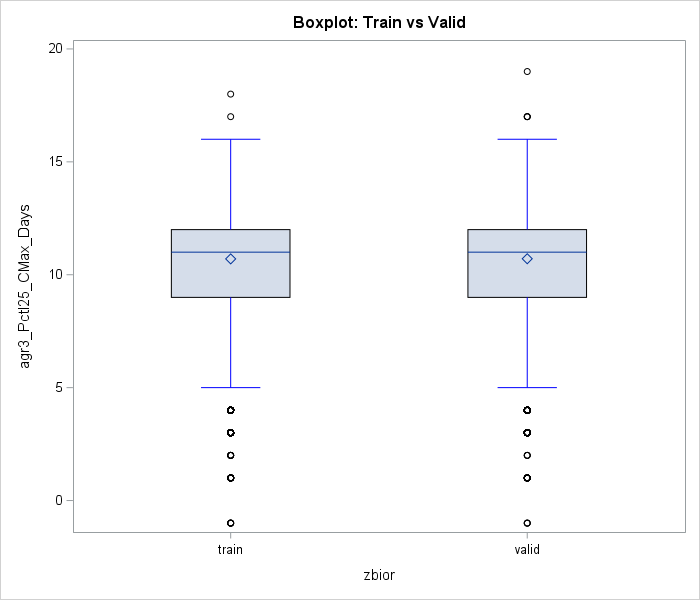 Boxplot: Train vs Valid
20
15
10
5
0
agr3_Pctl25_CMax_Days
train
valid
zbior